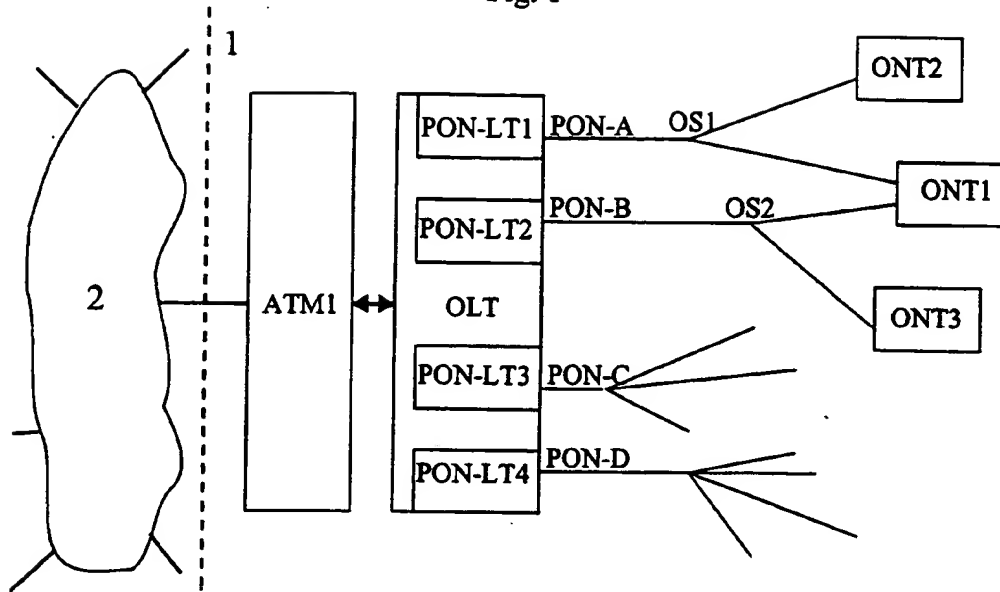 Fig.
1
ONT2
PON-LT1
PON-A
OS1
ONT1
PON-LT2
PON-B
OS2
2
ATM1
OLT
ONT3
PON-LT3
PON-C
PON-LT4
PON-D